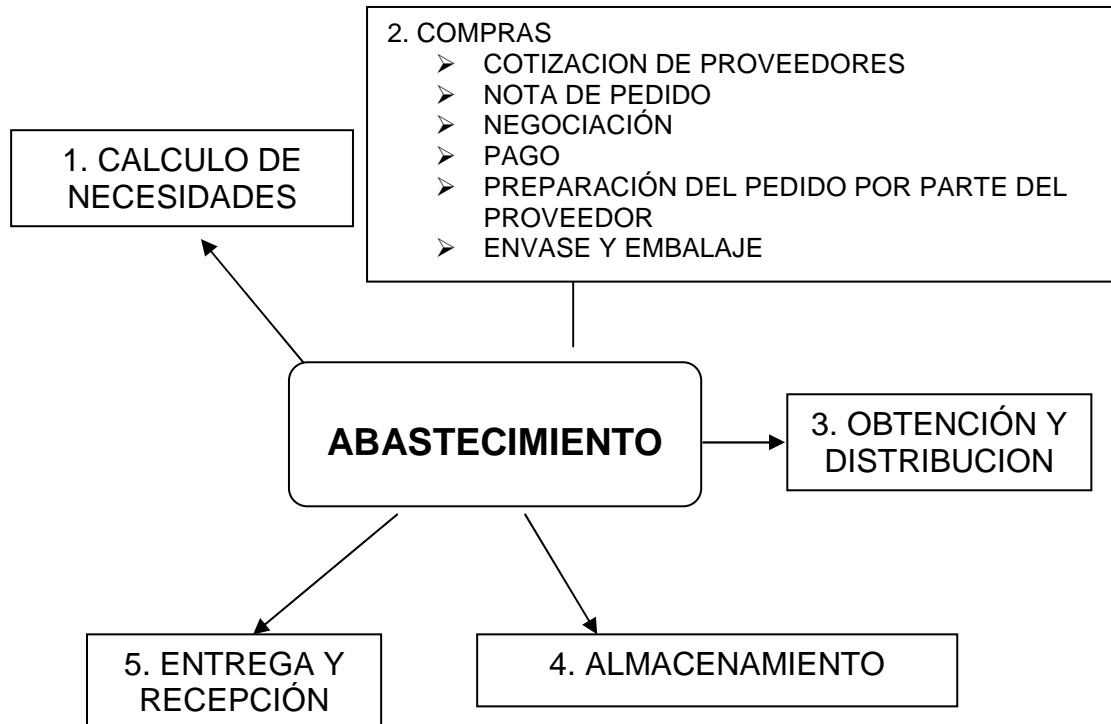 2. COMPRAS
➢ COTIZACION DE PROVEEDORES
➢ NOTA DE PEDIDO
➢ NEGOCIACIÓN
➢ PAGO
➢ PREPARACIÓN DEL PEDIDO POR PARTE DEL
PROVEEDOR
➢ ENVASE Y EMBALAJE
1. CALCULO DE
NECESIDADES
ABASTECIMIENTO
3. OBTENCIÓN Y
DISTRIBUCION
5. ENTREGA Y
RECEPCIÓN
4. ALMACENAMIENTO